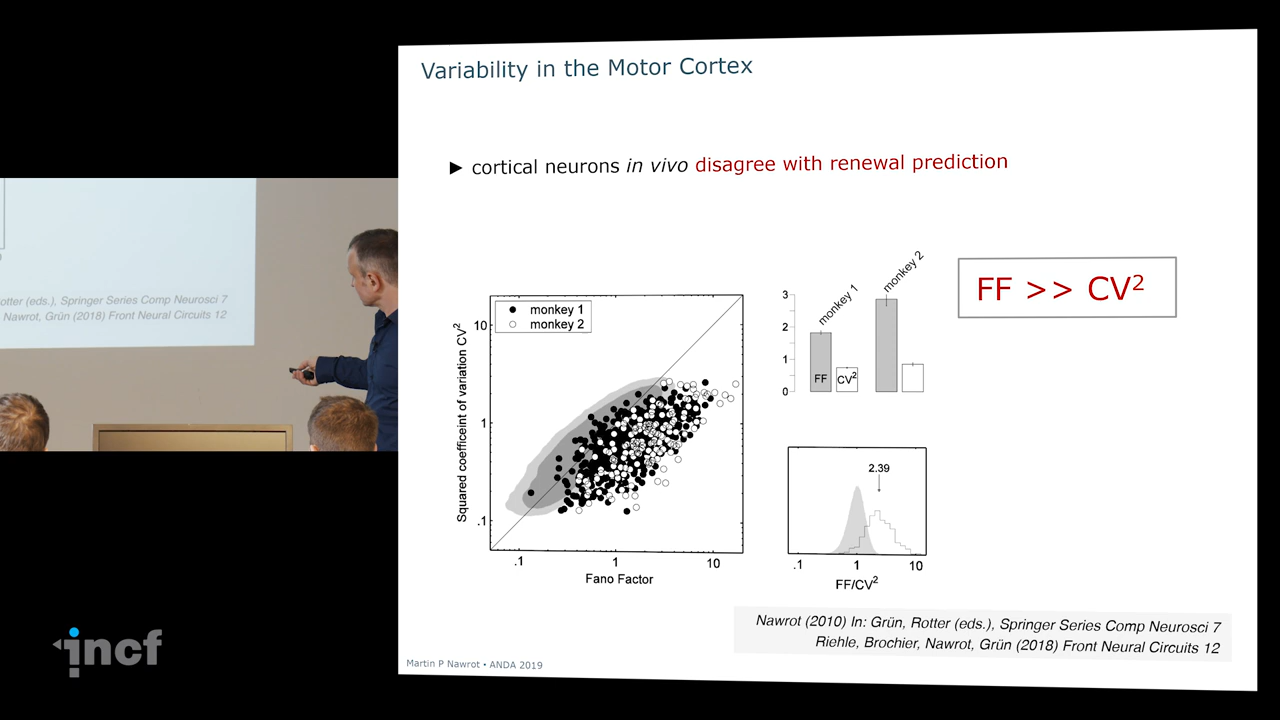 Variability in the Motor Cortex
► cortical neurons in vivo disagree with renewal prediction
FF >> CV²
monkey 1
monkey 2
3
2
1
0
FF
CV²
monkey 1
monkey 2
Squared coefficeint of variation CV²
10
1
.1
.1
1
10
Fano Factor
2.39
.1
1
10
FF/CV²
Nawrot (2010) In: Grün, Rotter (eds.), Springer Series Comp Neurosci 7
Riehle, Brochier, Nawrot, Grün (2018) Front Neural Circuits 12
Martin P Nawrot • ANDA 2019
otter (eds.), Springer Series Comp Neurosci 7
Nawrot, Grün (2018) Front Neural Circuits 12
incf